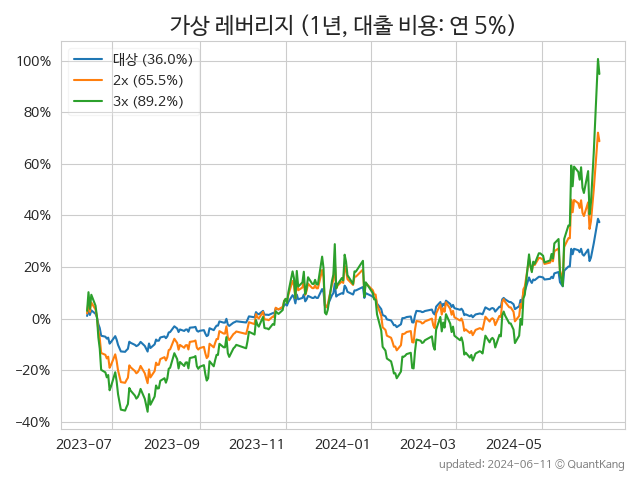 가상 레버리지 (1년, 대출 비용: 연 5%)
대상 (36.0%)
2x (65.5%)
3x (89.2%)
100%
80%
60%
40%
20%
0%
−20%
−40%
2023-07 2023-09 2023-11 2024-01 2024-03 2024-05
updated: 2024-06-11 © QuantKang